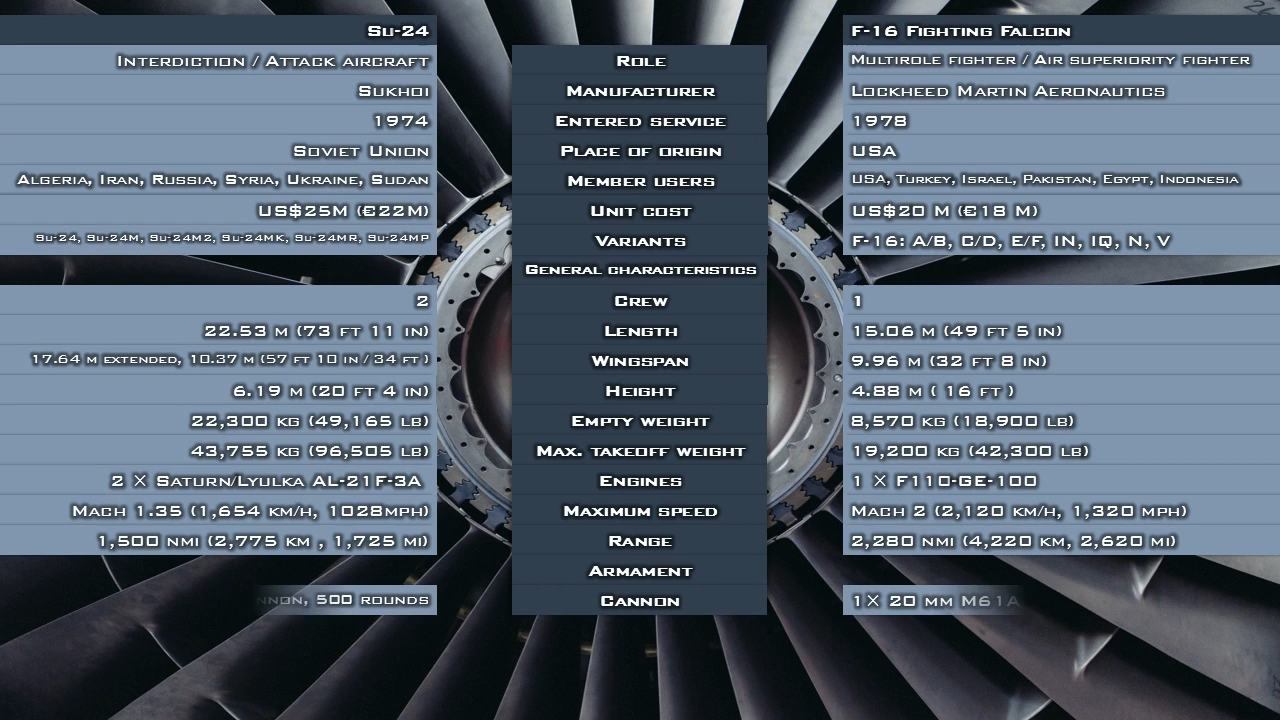 Su-24 F-16 Fighting Falcon
Interdiction / Attack aircraft Role Multirole fighter / Air superiority fighter
Sukhoi Manufacturer Lockheed Martin Aeronautics
1974 Entered service 1978
Soviet Union Place of origin USA
Algeria, Iran, Russia, Syria, Ukraine, Sudan Member users USA, Turkey, Israel, Pakistan, Egypt, Indonesia
US$25M (€22M) Unit cost US$20 M (€18 M)
Su-24, Su-24M, Su-24M2, Su-24MK, Su-24MR, Su-24MP Variants F-16: A/B, C/D, E/F, IN, IQ, N, V
General characteristics
2 Crew 1
22.53 m (73 ft 11 in) Length 15.06 m (49 ft 5 in)
17.64 m extended, 10.37 m (57 ft 10 in / 34 ft ) Wingspan 9.96 m (32 ft 8 in)
6.19 m (20 ft 4 in) Height 4.88 m ( 16 ft )
22,300 kg (49,165 lb) Empty weight 8,570 kg (18,900 lb)
43,755 kg (96,505 lb) Max. takeoff weight 19,200 kg (42,300 lb)
2 × Saturn/Lyulka AL-21F-3A Engines 1 × F110-GE-100
Mach 1.35 (1,654 km/h, 1028mph) Maximum speed Mach 2 (2,120 km/h, 1,320 mph)
1,500 nmi (2,775 km , 1,725 mi) Range 2,280 nmi (4,220 km, 2,620 mi)
Armament
500 rounds Cannon 1× 20 mm M61A